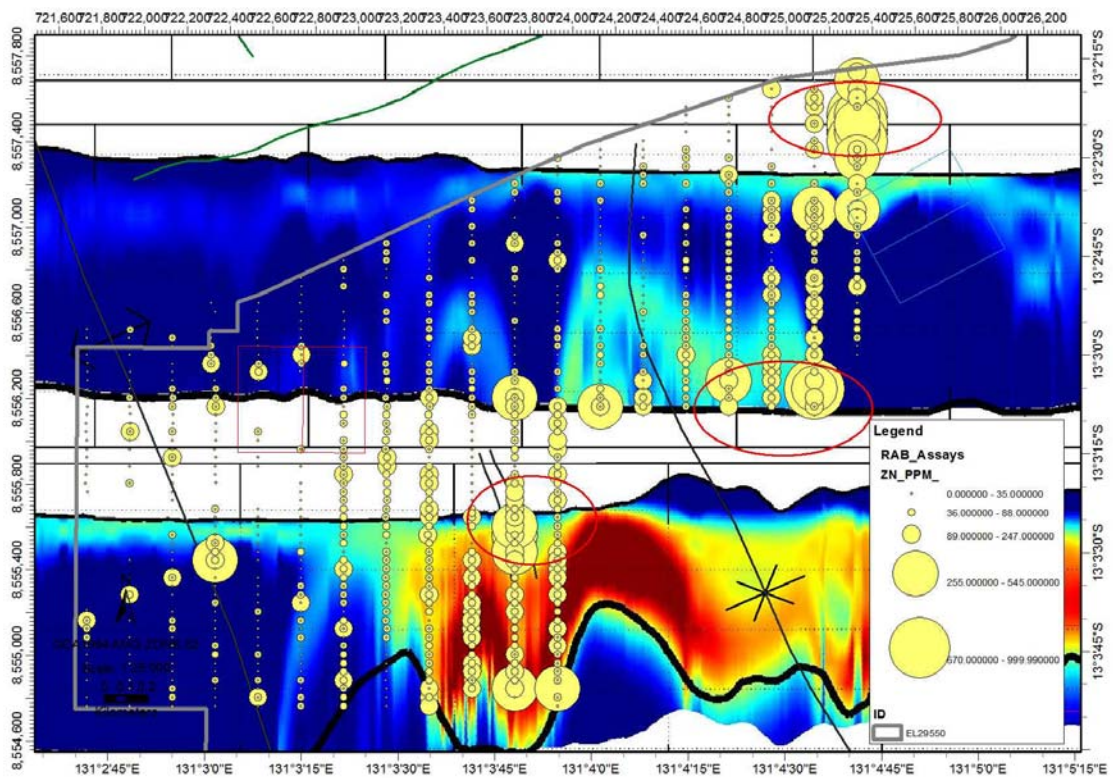 721,600 721,800 722,000 722,200 722,400 722,600 722,800 723,000 723,200 723,400 723,600 723,800 724,000 724,200 724,400 724,600 724,800 725,000 725,200 725,400 725,600 725,800 726,000 726,200
8,557,800
8,557,400
8,557,000
8,556,600
8,556,200
8,555,800
8,555,400
8,555,000
8,554,600
13°2'15"S
13°2'30"S
13°2'45"S
13°3'0"S
13°3'15"S
13°3'30"S
13°3'45"S
Legend
RAB_Assays
ZN_PPM_
0.000000 - 35.000000
36.000000 - 88.000000
89.000000 - 247.000000
255.000000 - 545.000000
670.000000 - 999.990000
ID
EL29550
Kilometers
131°2'45"E 131°3'0"E 131°3'15"E 131°3'30"E 131°3'45"E 131°4'0"E 131°4'15"E 131°4'30"E 131°4'45"E 131°5'0"E 131°5'15"E